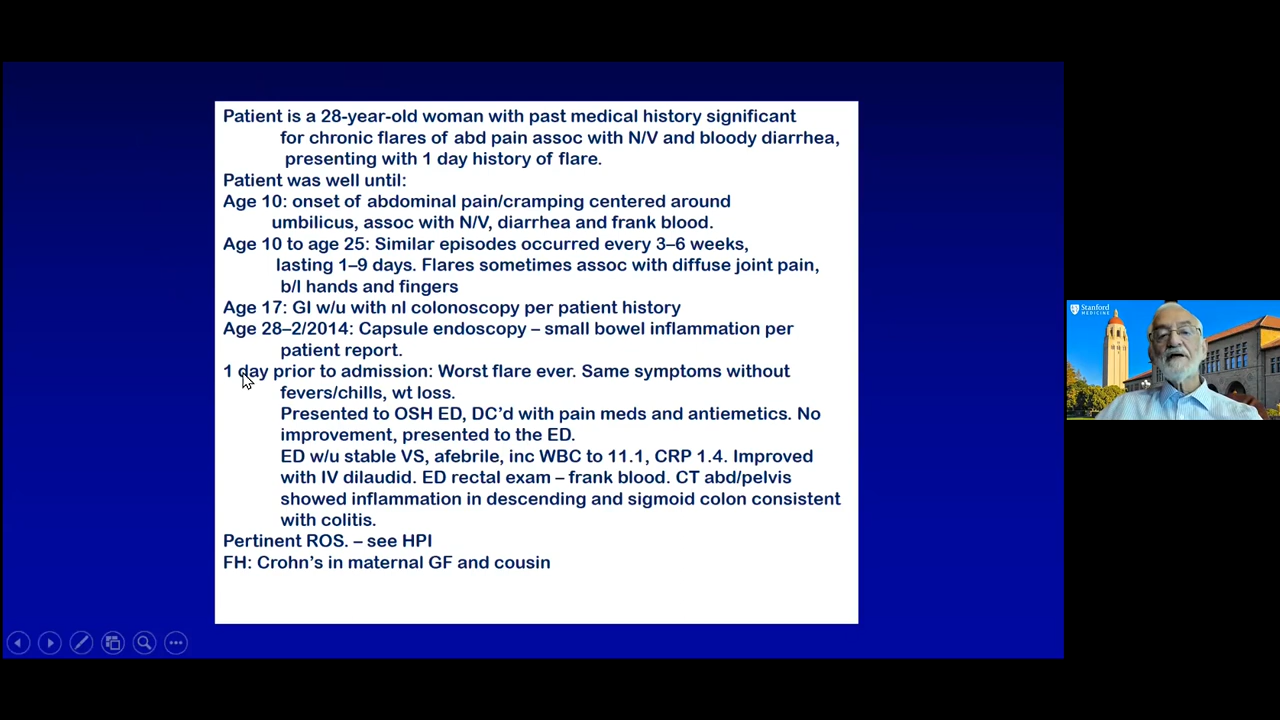 Patient is a 28-year-old woman with past medical history significant
for chronic flares of abd pain assoc with N/V and bloody diarrhea,
presenting with 1 day history of flare.
Patient was well until:
Age 10: onset of abdominal pain/cramping centered around
umbilicus, assoc with N/V, diarrhea and frank blood.
Age 10 to age 25: Similar episodes occurred every 3–6 weeks,
lasting 1–9 days. Flares sometimes assoc with diffuse joint pain,
b/l hands and fingers
Age 17: GI w/u with nl colonoscopy per patient history
Age 28–2/2014: Capsule endoscopy – small bowel inflammation per
patient report.
1 day prior to admission: Worst flare ever. Same symptoms without
fevers/chills, wt loss.
Presented to OSH ED, DC'd with pain meds and antiemetics. No
improvement, presented to the ED.
ED w/u stable VS, afebrile, inc WBC to 11.1, CRP 1.4. Improved
with IV dilaudid. ED rectal exam – frank blood. CT abd/pelvis
showed inflammation in descending and sigmoid colon consistent
with colitis.
Pertinent ROS. – see HPI
FH: Crohn's in maternal GF and cousin
Stanford
MEDICINE